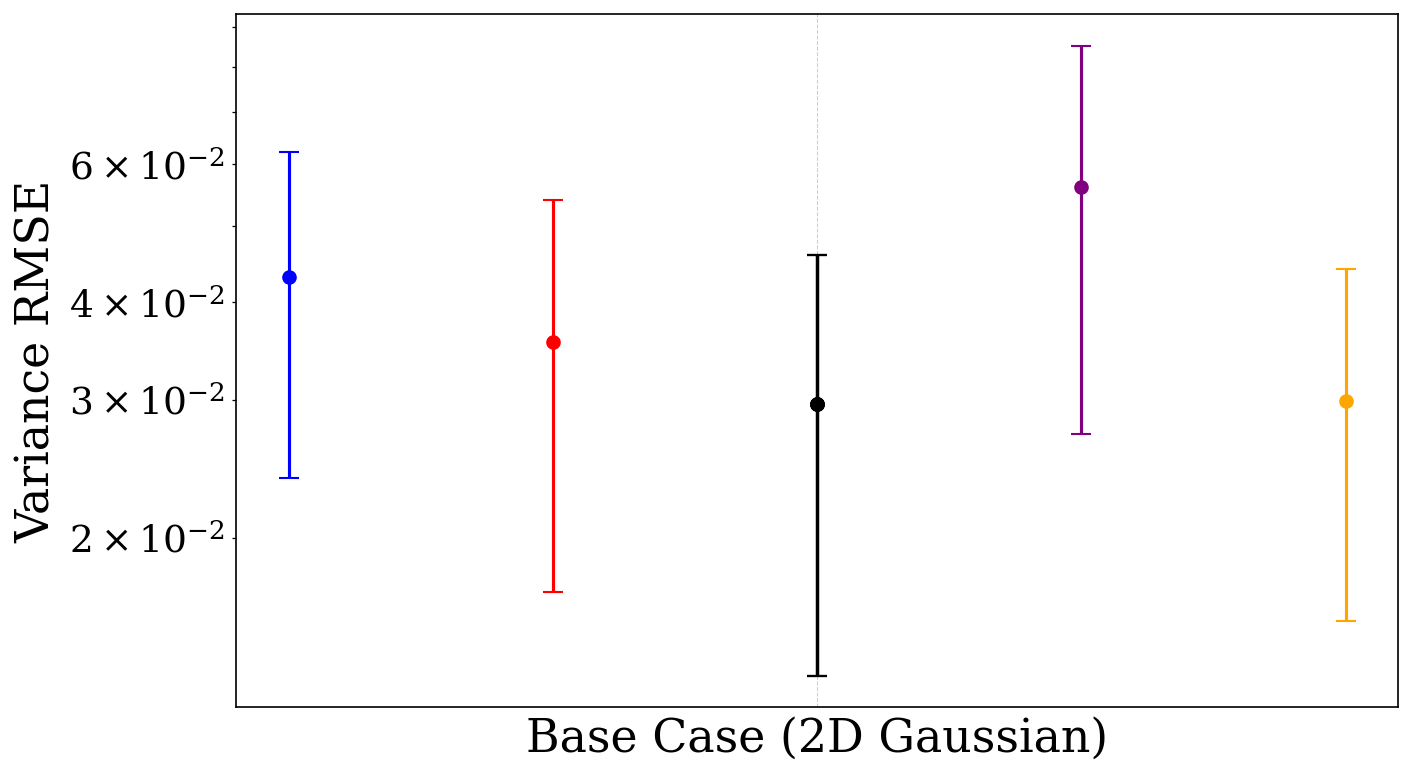 Variance RMSE
6 × 10⁻²
4 × 10⁻²
3 × 10⁻²
2 × 10⁻²
Base Case (2D Gaussian)